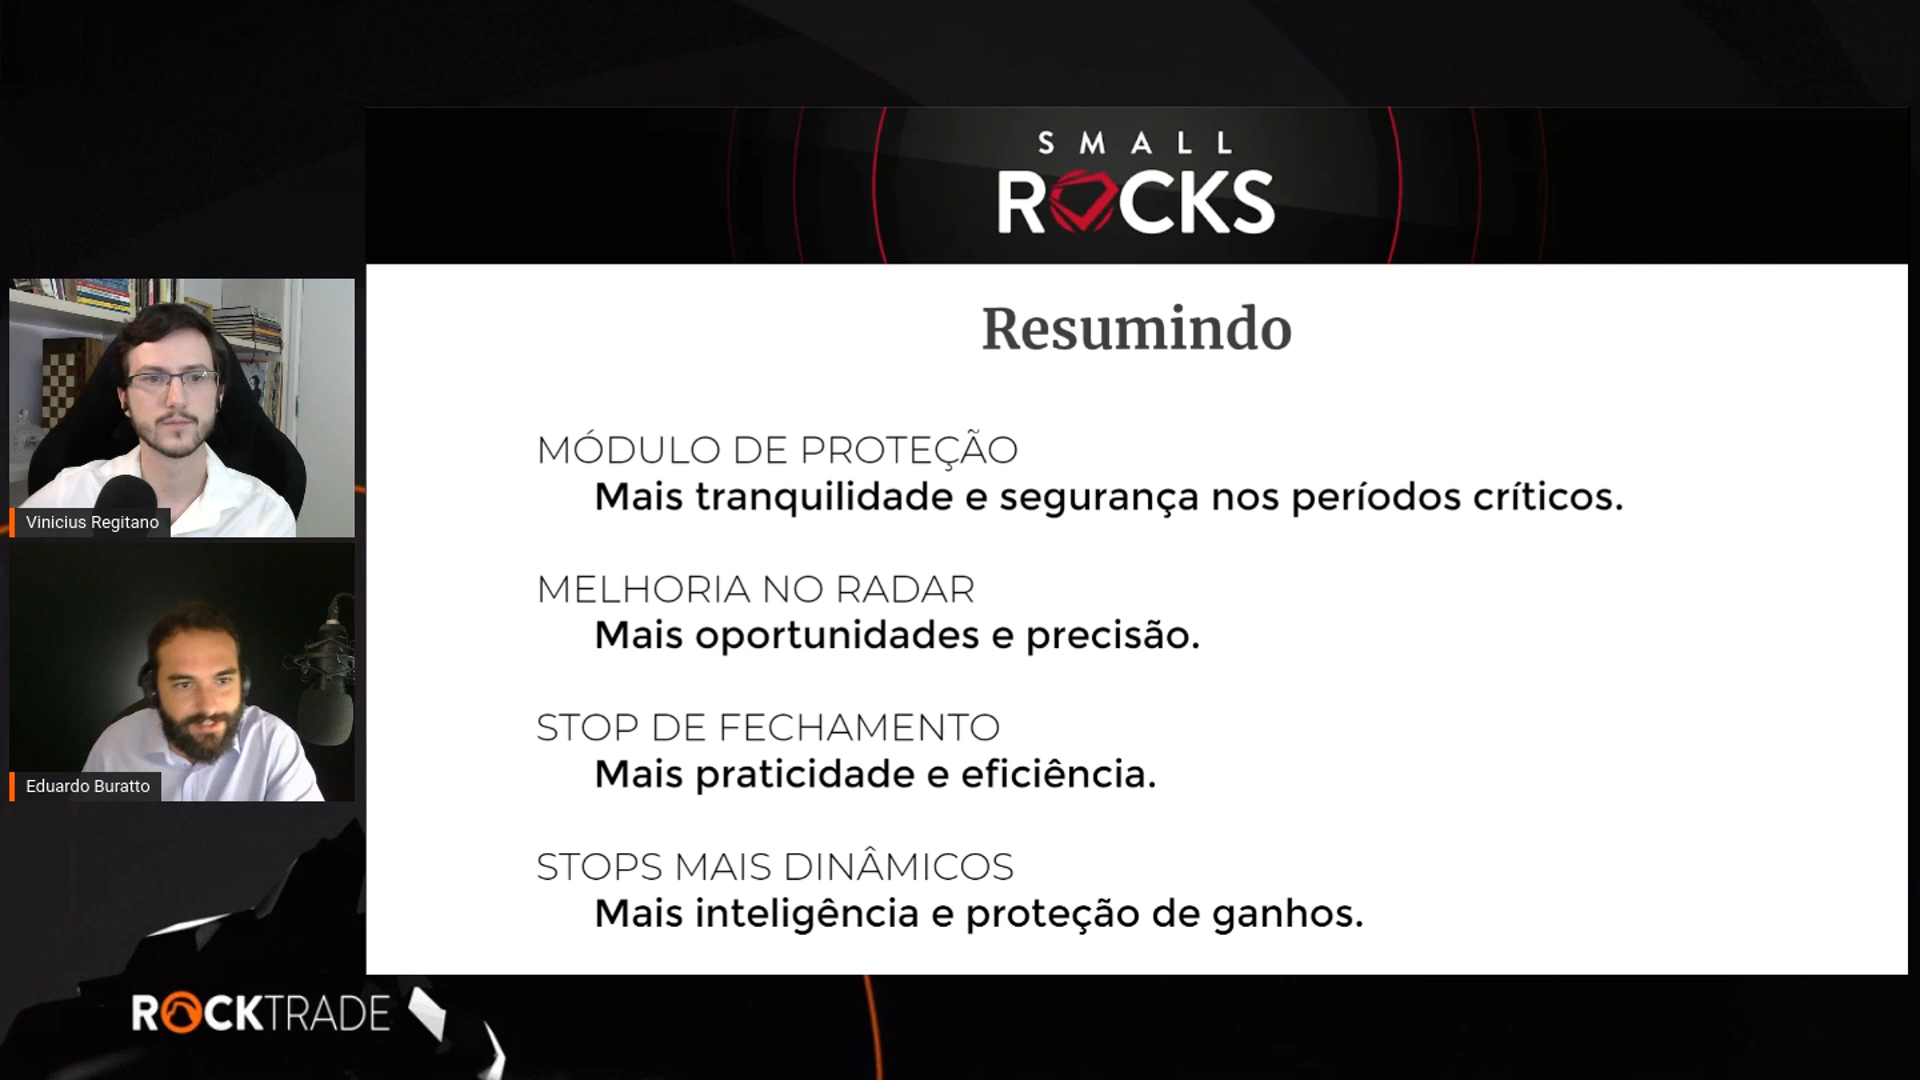 SMALL
ROCKS
Resumindo
MÓDULO DE PROTEÇÃO
Mais tranquilidade e segurança nos períodos críticos.
MELHORIA NO RADAR
Mais oportunidades e precisão.
STOP DE FECHAMENTO
Mais praticidade e eficiência.
STOPS MAIS DINÂMICOS
Mais inteligência e proteção de ganhos.
Vinicius Regitano
Eduardo Buratto
ROCKTRADE